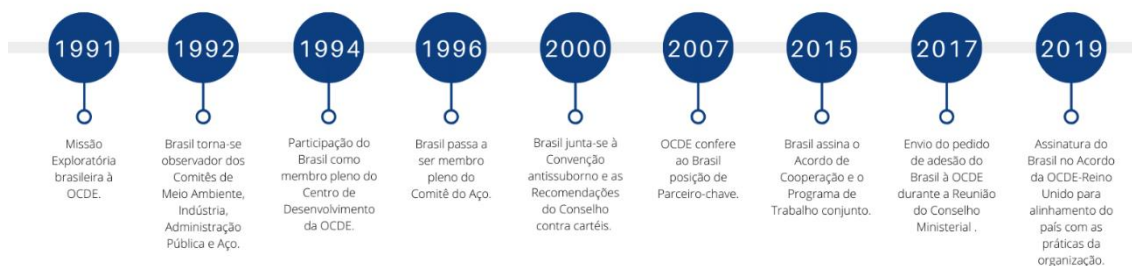 1991
1992
1994
1996
2000
2007
2015
2017
2019
Missão
Exploratória
brasileira à
OCDE.
Brasil torna-se
observador dos
Comitês de
Meio Ambiente,
Indústria,
Administração
Pública e Aço.
Participação do
Brasil como
membro pleno do
Centro de
Desenvolvimento
da OCDE.
Brasil passa a
ser membro
pleno do
Comitê do Aço.
Brasil junta-se à
Convenção
antissuborno e as
Recomendações
do Conselho
contra cartéis.
OCDE confere
ao Brasil
posição de
Parceiro-chave.
Brasil assina o
Acordo de
Cooperação e o
Programa de
Trabalho conjunto.
Envio do pedido
de adesão do
Brasil à OCDE
durante a Reunião
do Conselho
Ministerial .
Assinatura do
Brasil no Acordo
da OCDE-Reino
Unido para
alinhamento do
país com as
práticas da
organização.